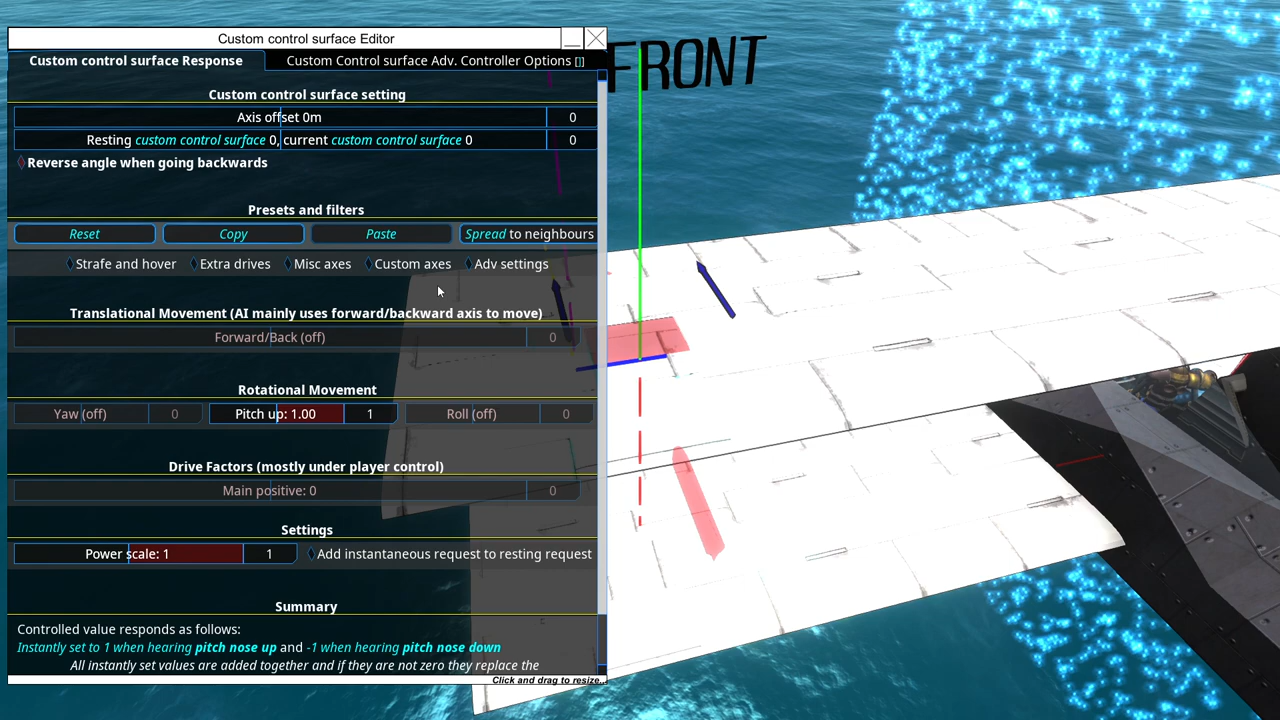 Custom control surface Editor
Custom control surface Response
Custom Control surface Adv. Controller Options []
FRONT
Custom control surface setting
Axis offset 0m 0
Resting custom control surface 0, current custom control surface 0 0
Reverse angle when going backwards
Presets and filters
Reset Copy Paste Spread to neighbours
Strafe and hover Extra drives Misc axes Custom axes Adv settings
Translational Movement (AI mainly uses forward/backward axis to move)
Forward/Back (off) 0
Rotational Movement
Yaw (off) 0 Pitch up: 1.00 1 Roll (off) 0
Drive Factors (mostly under player control)
Main positive: 0 0
Settings
Power scale: 1 1 Add instantaneous request to resting request
Summary
Controlled value responds as follows:
Instantly set to 1 when hearing pitch nose up and -1 when hearing pitch nose down
All instantly set values are added together and if they are not zero they replace the
Click and drag to resize..